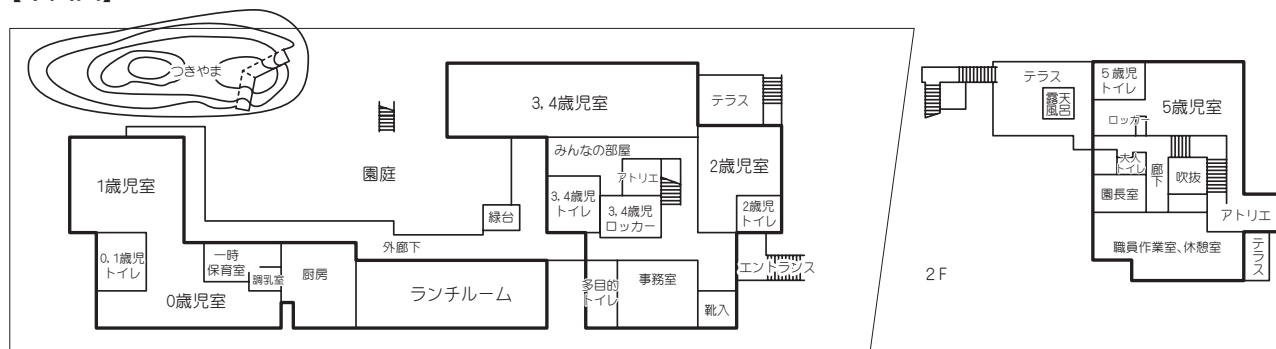 つきやま
園庭
1歳児室
0,1歳児
トイレ
一時
保育室
調乳室
0歳児室
厨房
外廊下
緑台
ランチルーム
3,4歳児室
テラス
みんなの部屋
アトリエ
3,4歳児
トイレ
3,4歳児
ロッカー
2歳児室
2歳児
トイレ
エントランス
多目的
トイレ
事務室
靴入
2F
テラス
露天
風呂
5歳児
トイレ
5歳児室
ロッカー
大人
トイレ
廊下
吹抜
園長室
アトリエ
職員作業室、休憩室
テラス